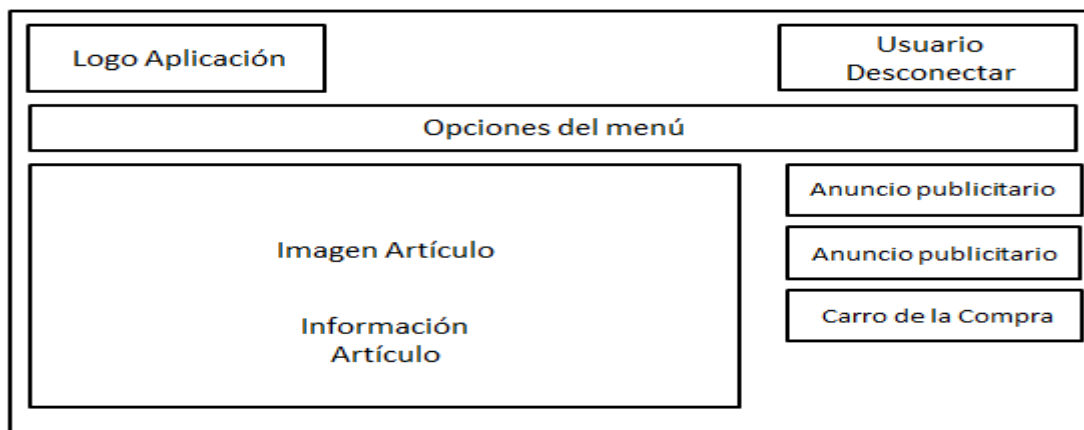 Logo Aplicación
Usuario
Desconectar
Opciones del menú
Imagen Artículo
Información
Artículo
Anuncio publicitario
Anuncio publicitario
Carro de la Compra